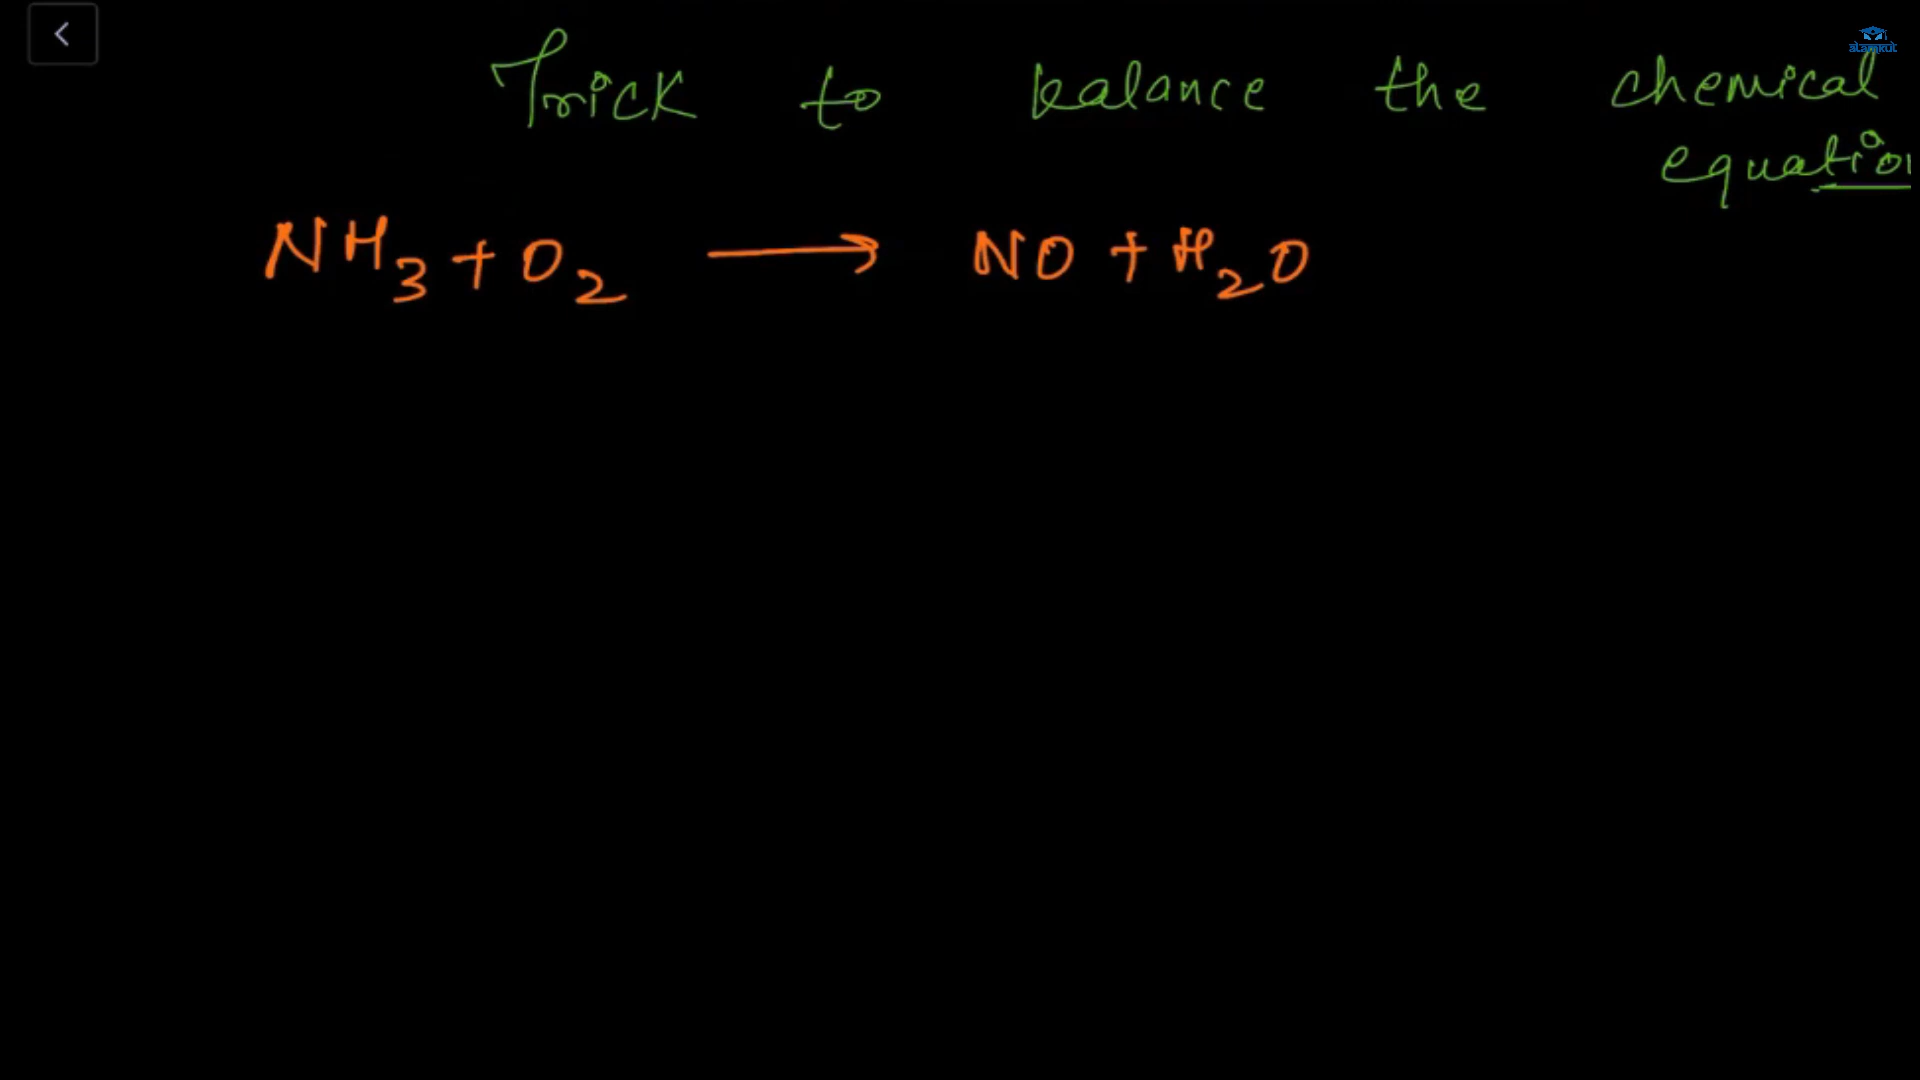 Trick to balance the chemical
equation
NH3 + O2 → NO + H2O